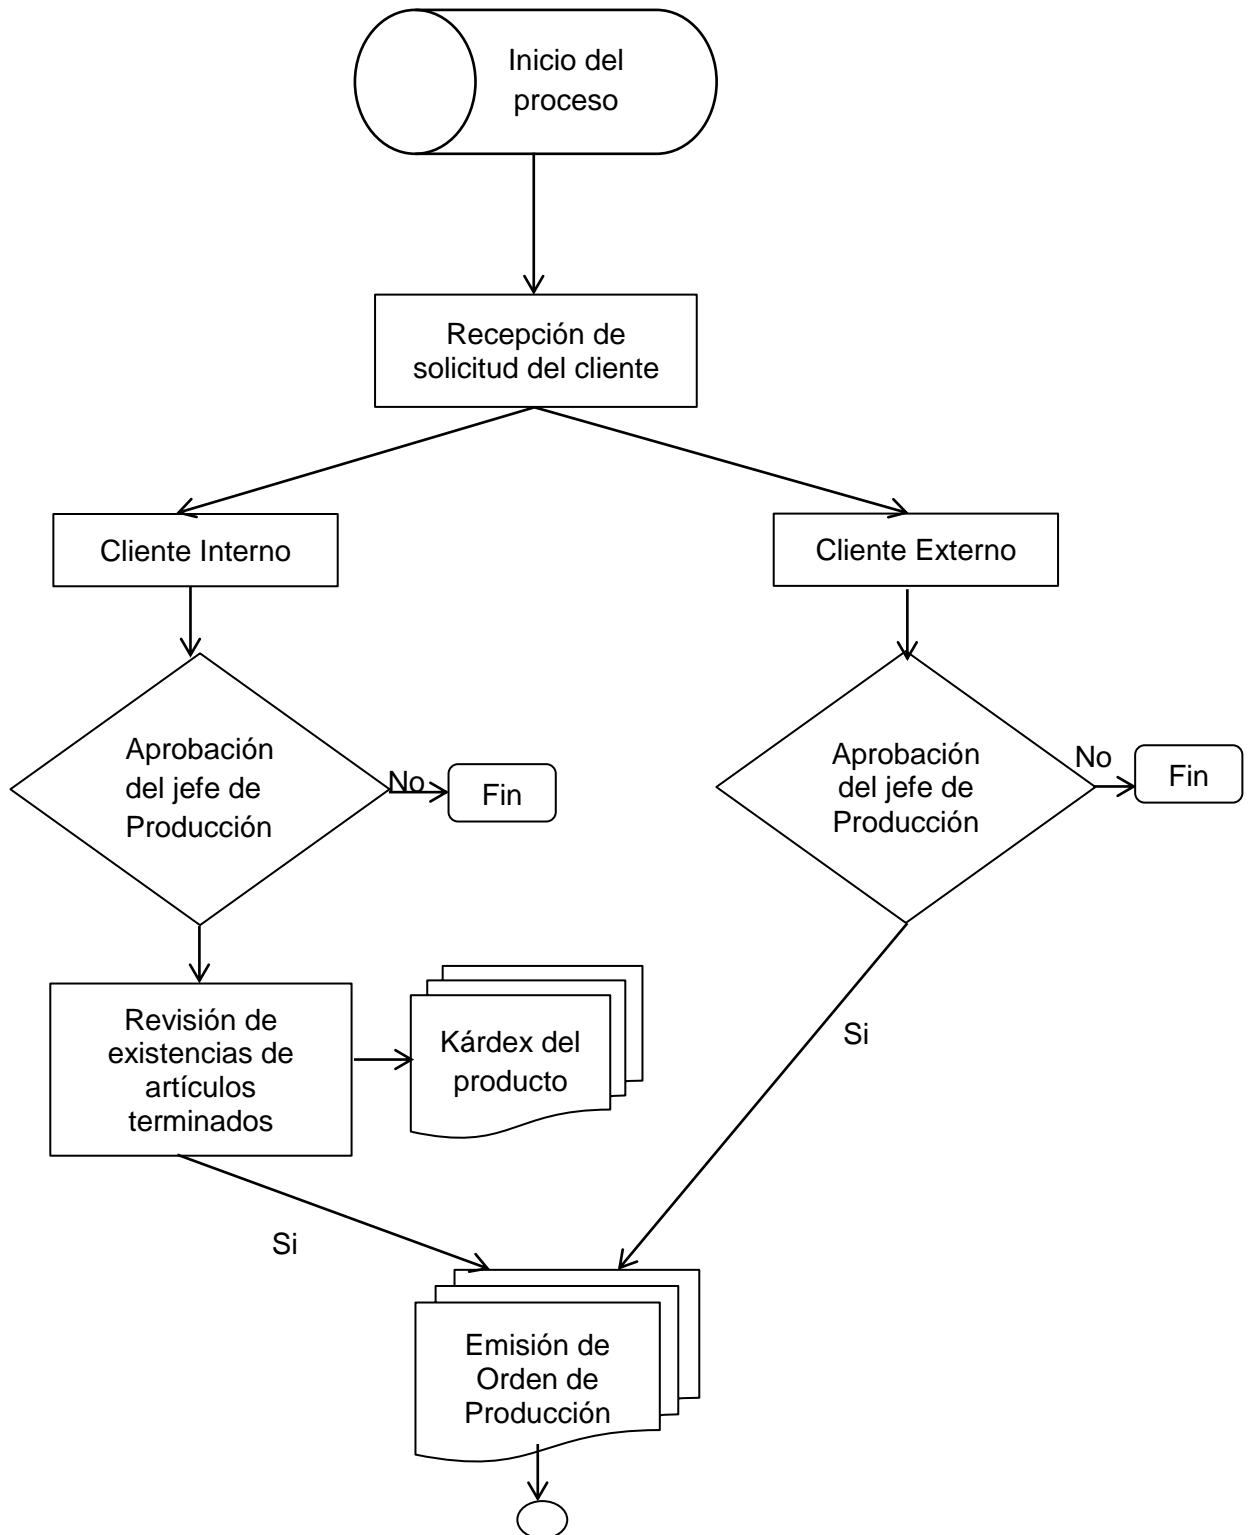 Inicio del
proceso
Recepción de
solicitud del cliente
Cliente Interno
Cliente Externo
Aprobación
del jefe de
Producción
No
Fin
Aprobación
del jefe de
Producción
No
Fin
Revisión de
existencias de
artículos
terminados
Kárdex del
producto
Si
Si
Emisión de
Orden de
Producción